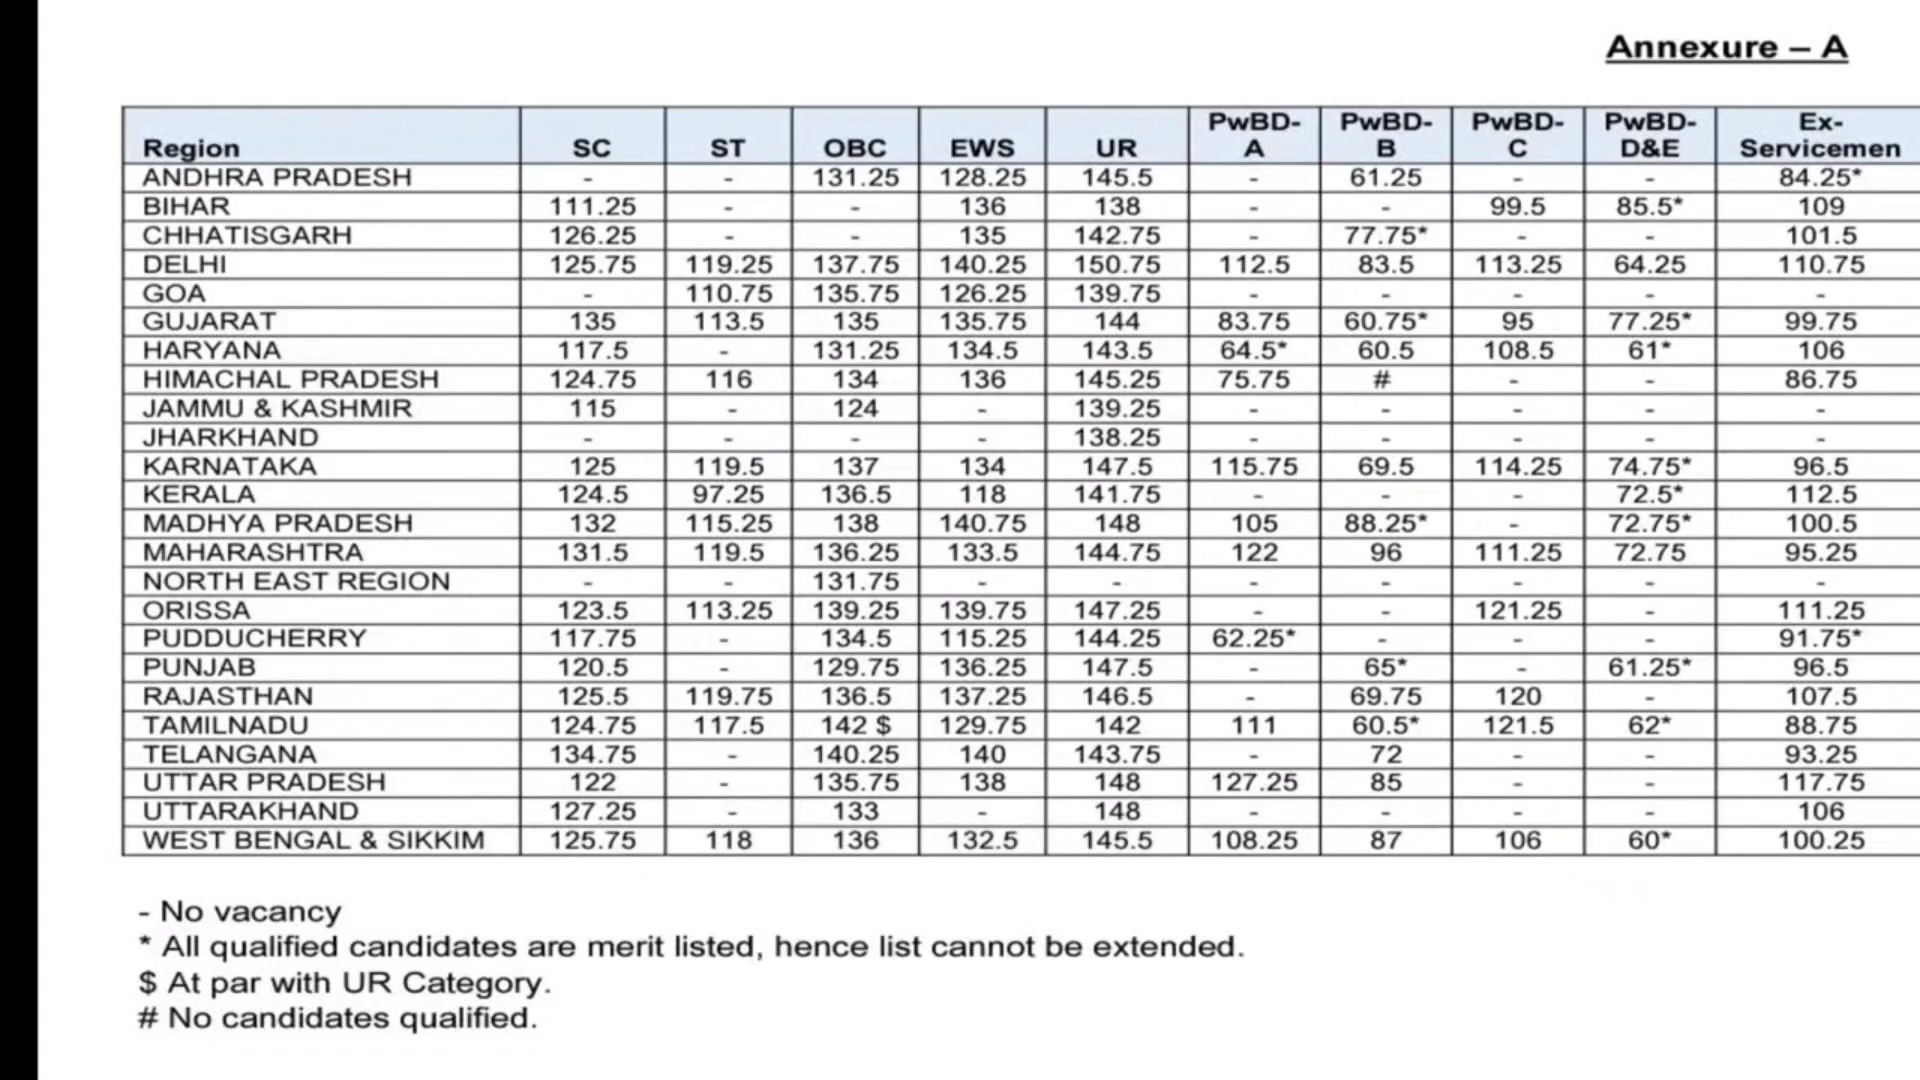 Annexure – A
Region SC ST OBC EWS UR PwBD-A PwBD-B PwBD-C PwBD-D&E Ex-Servicemen
ANDHRA PRADESH - - 131.25 128.25 145.5 - 61.25 - - 84.25*
BIHAR 111.25 - - 136 138 - - 99.5 85.5* 109
CHHATISGARH 126.25 - - 135 142.75 - 77.75* - - 101.5
DELHI 125.75 119.25 137.75 140.25 150.75 112.5 83.5 113.25 64.25 110.75
GOA - 110.75 135.75 126.25 139.75 - - - - -
GUJARAT 135 113.5 135 135.75 144 83.75 60.75* 95 77.25* 99.75
HARYANA 117.5 - 131.25 134.5 143.5 64.5* 60.5 108.5 61* 106
HIMACHAL PRADESH 124.75 116 134 136 145.25 75.75 # - - 86.75
JAMMU & KASHMIR 115 - 124 - 139.25 - - - - -
JHARKHAND - - - - 138.25 - - - - -
KARNATAKA 125 119.5 137 134 147.5 115.75 69.5 114.25 74.75* 96.5
KERALA 124.5 97.25 136.5 118 141.75 - - - 72.5* 112.5
MADHYA PRADESH 132 115.25 138 140.75 148 105 88.25* - 72.75* 100.5
MAHARASHTRA 131.5 119.5 136.25 133.5 144.75 122 96 111.25 72.75 95.25
NORTH EAST REGION - - 131.75 - - - - - - -
ORISSA 123.5 113.25 139.25 139.75 147.25 - - 121.25 - 111.25
PUDDUCHERRY 117.75 - 134.5 115.25 144.25 62.25* - - - 91.75*
PUNJAB 120.5 - 129.75 136.25 147.5 - 65* - 61.25* 96.5
RAJASTHAN 125.5 119.75 136.5 137.25 146.5 - 69.75 120 - 107.5
TAMILNADU 124.75 117.5 142 $ 129.75 142 111 60.5* 121.5 62* 88.75
TELANGANA 134.75 - 140.25 140 143.75 - 72 - - 93.25
UTTAR PRADESH 122 - 135.75 138 148 127.25 85 - - 117.75
UTTARAKHAND 127.25 - 133 - 148 - - - - 106
WEST BENGAL & SIKKIM 125.75 118 136 132.5 145.5 108.25 87 106 60* 100.25
- No vacancy
* All qualified candidates are merit listed, hence list cannot be extended.
$ At par with UR Category.
# No candidates qualified.